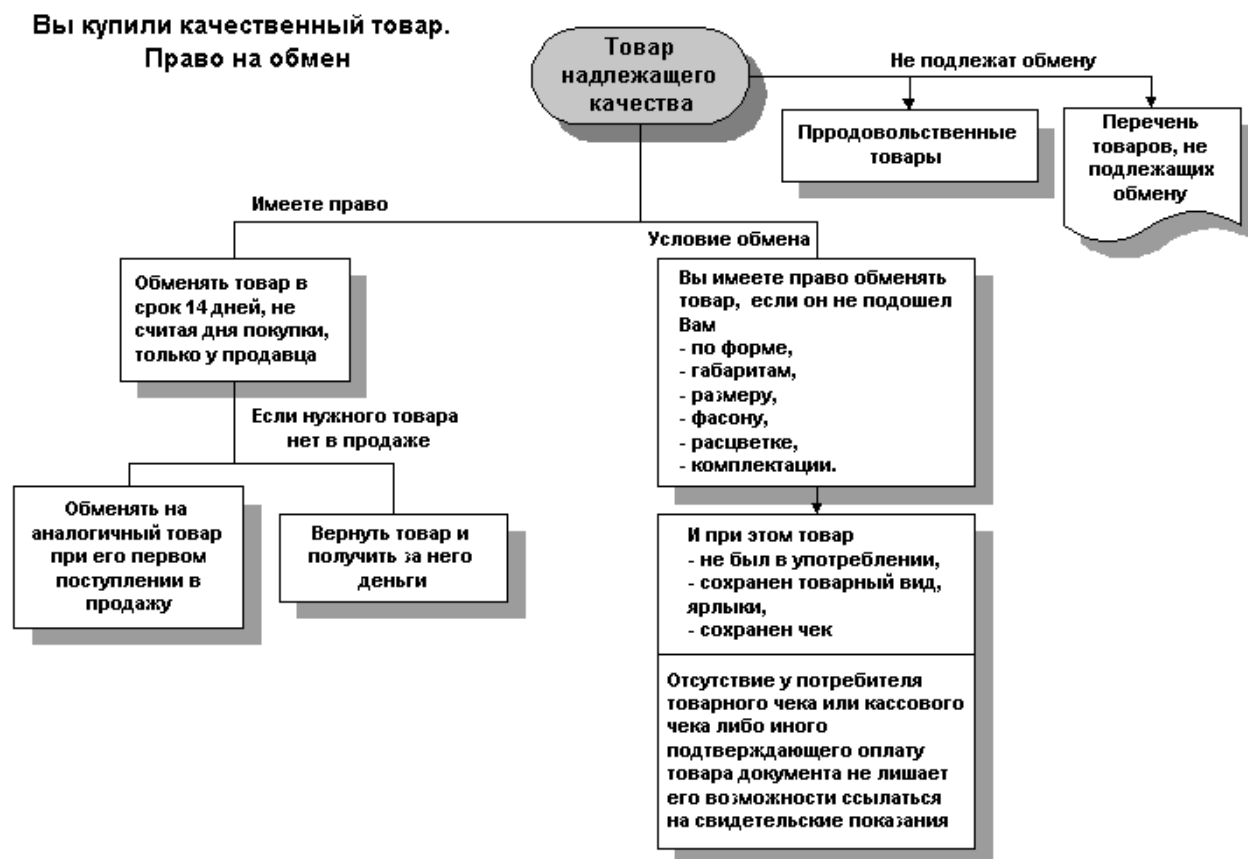 Вы купили качественный товар.
Право на обмен
Товар
надлежащего
качества
Не подлежат обмену
Прродовольственные
товары
Перечень
товаров, не
подлежащих
обмену
Имеете право
Условие обмена
Обменять товар в
срок 14 дней, не
считая дня покупки,
только у продавца
Вы имеете право обменять
товар, если он не подошел
Вам
- по форме,
- габаритам,
- размеру,
- фасону,
- расцветке,
- комплектации.
Если нужного товара
нет в продаже
Обменять на
аналогичный товар
при его первом
поступлении в
продажу
Вернуть товар и
получить за него
деньги
И при этом товар
- не был в употреблении,
- сохранен товарный вид,
ярлыки,
- сохранен чек
Отсутствие у потребителя
товарного чека или кассового
чека либо иного
подтверждающего оплату
товара документа не лишает
его возможности ссылаться
на свидетельские показания